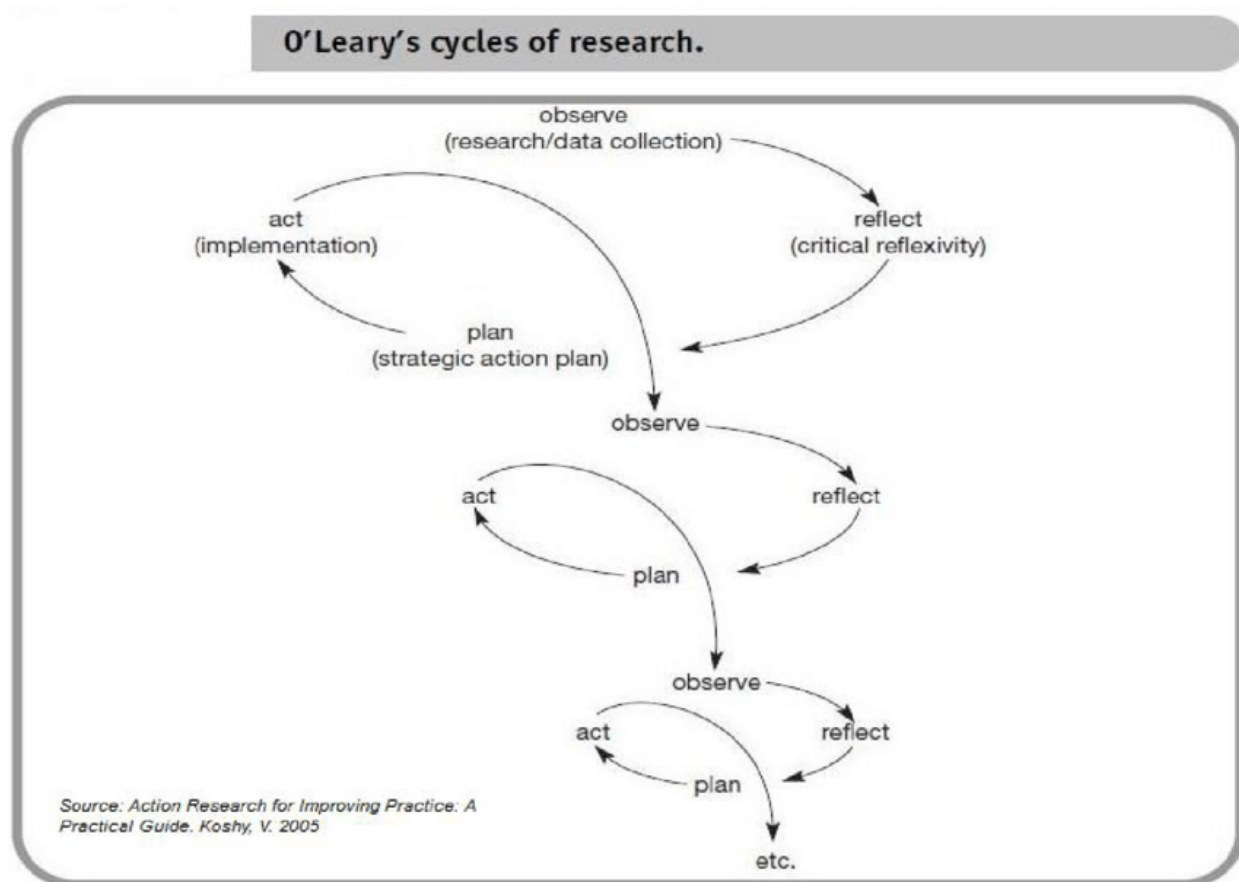 O'Leary's cycles of research.
observe
(research/data collection)
act
(implementation)
reflect
(critical reflexivity)
plan
(strategic action plan)
observe
act
reflect
plan
observe
act
reflect
plan
Source: Action Research for Improving Practice: A
Practical Guide. Koshy, V. 2005
etc.